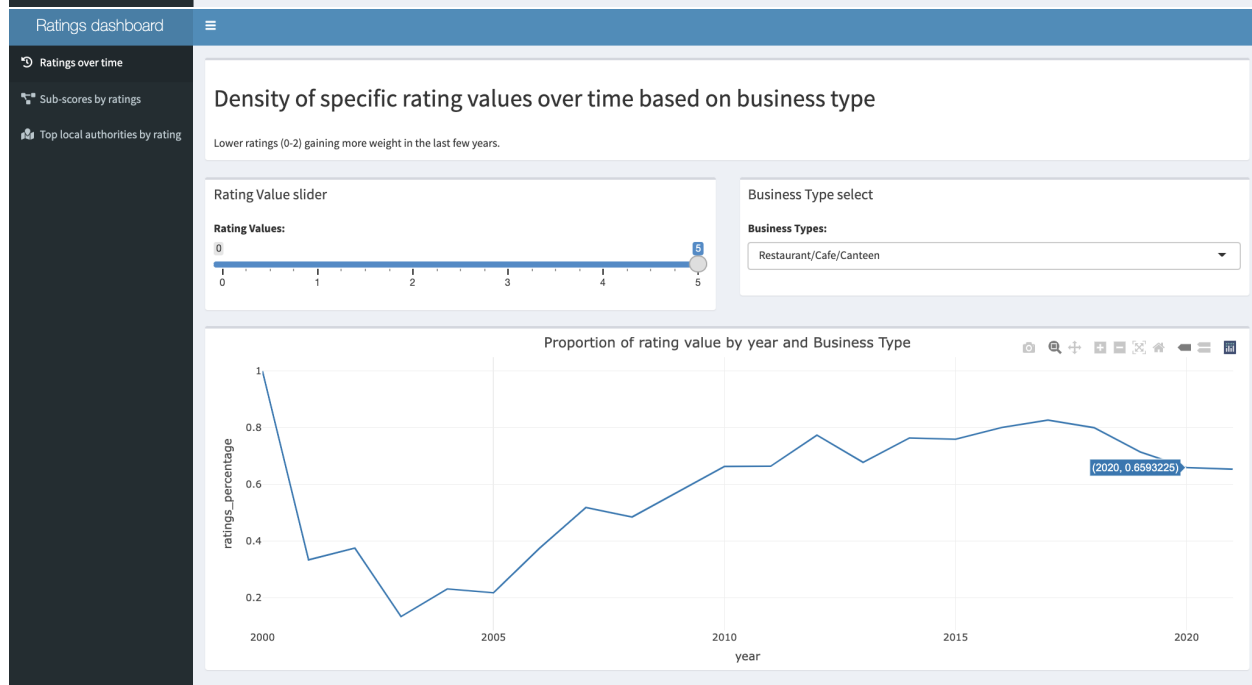 Ratings dashboard
Ratings over time
Sub-scores by ratings
Top local authorities by rating
Density of specific rating values over time based on business type
Lower ratings (0-2) gaining more weight in the last few years.
Rating Value slider
Rating Values:
0 5
0 1 2 3 4 5
Business Type select
Business Types:
Restaurant/Cafe/Canteen
Proportion of rating value by year and Business Type
1
0.8
0.6
0.4
0.2
ratings_percentage
(2020, 0.6593225)
2000 2005 2010 2015 2020
year